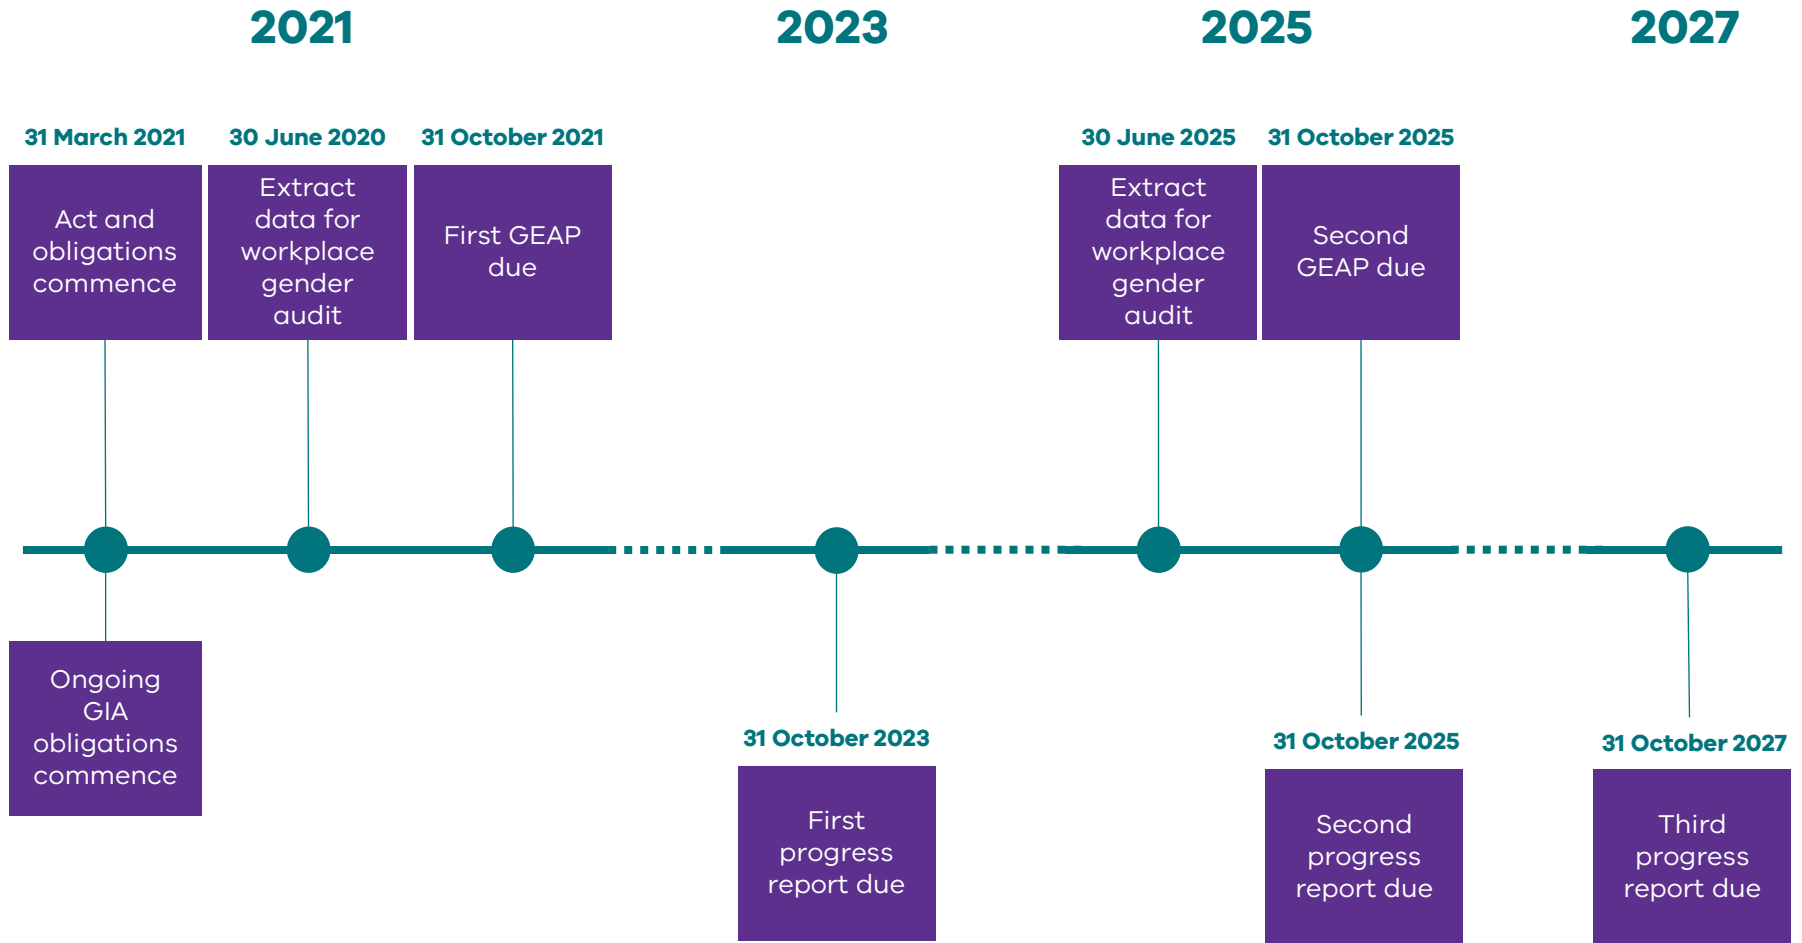 2021
2023
2025
2027
31 March 2021
30 June 2020
31 October 2021
30 June 2025
31 October 2025
Act and
obligations
commence
Extract
data for
workplace
gender
audit
First GEAP
due
Extract
data for
workplace
gender
audit
Second
GEAP due
Ongoing
GIA
obligations
commence
31 October 2023
First
progress
report due
31 October 2025
Second
progress
report due
31 October 2027
Third
progress
report due